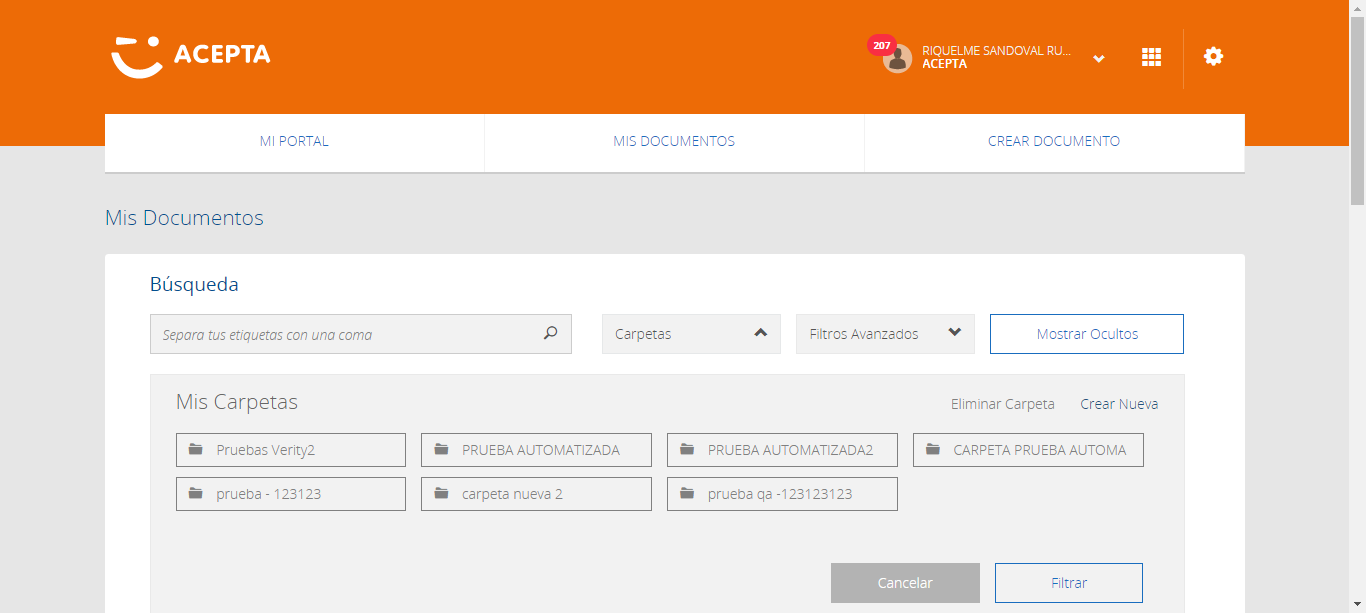 ACEPTA
207
RIQUELME SANDOVAL RU...
ACEPTA
MI PORTAL
MIS DOCUMENTOS
CREAR DOCUMENTO
Mis Documentos
Búsqueda
Separa tus etiquetas con una coma
Carpetas
Filtros Avanzados
Mostrar Ocultos
Mis Carpetas
Eliminar Carpeta
Crear Nueva
Pruebas Verity2
PRUEBA AUTOMATIZADA
PRUEBA AUTOMATIZADA2
CARPETA PRUEBA AUTOMA
prueba - 123123
carpeta nueva 2
prueba qa -123123123
Cancelar
Filtrar